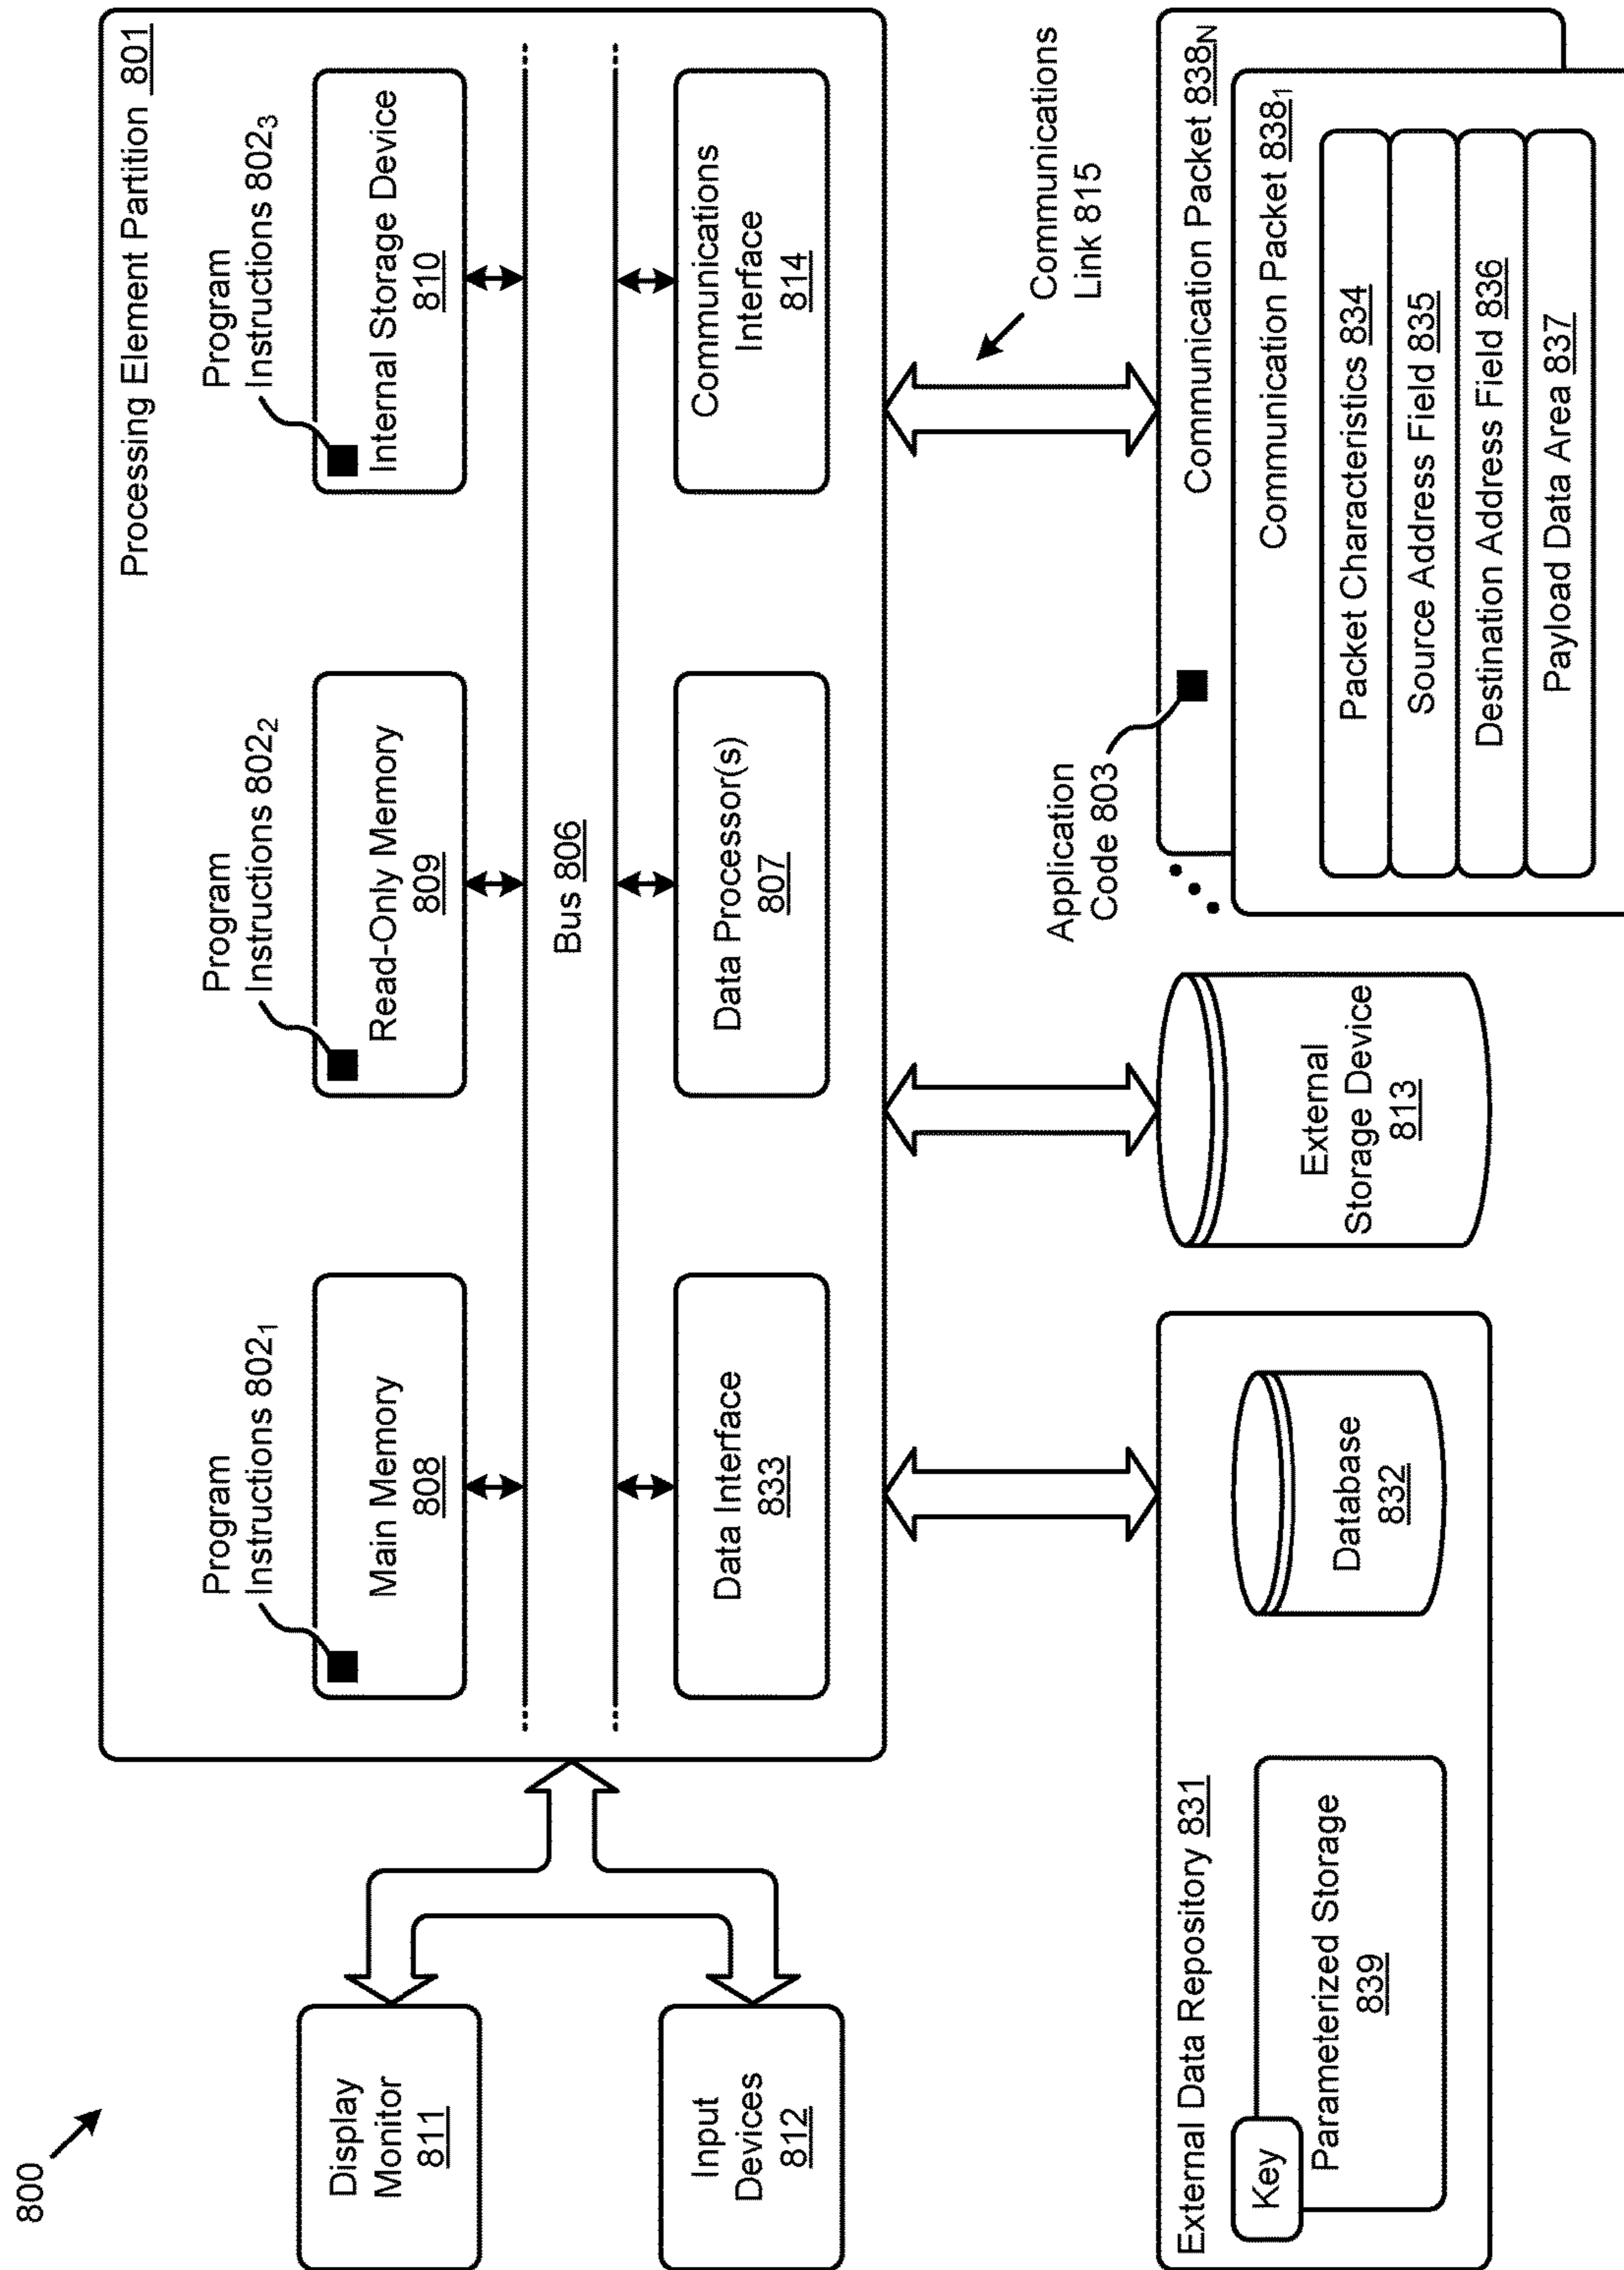 800
Processing Element Partition 801
Program
Instructions 802₁
Program
Instructions 802₂
Program
Instructions 802₃
Display
Monitor
811
Main Memory
808
Read-Only Memory
809
Internal Storage Device
810
Bus 806
Input
Devices
812
Data Interface
833
Data Processor(s)
807
Communications
Interface
814
Communications
Link 815
Application
Code 803
External Data Repository 831
Key
Parameterized Storage
839
Database
832
External
Storage Device
813
Communication Packet 838N
Communication Packet 838₁
Packet Characteristics 834
Source Address Field 835
Destination Address Field 836
Payload Data Area 837